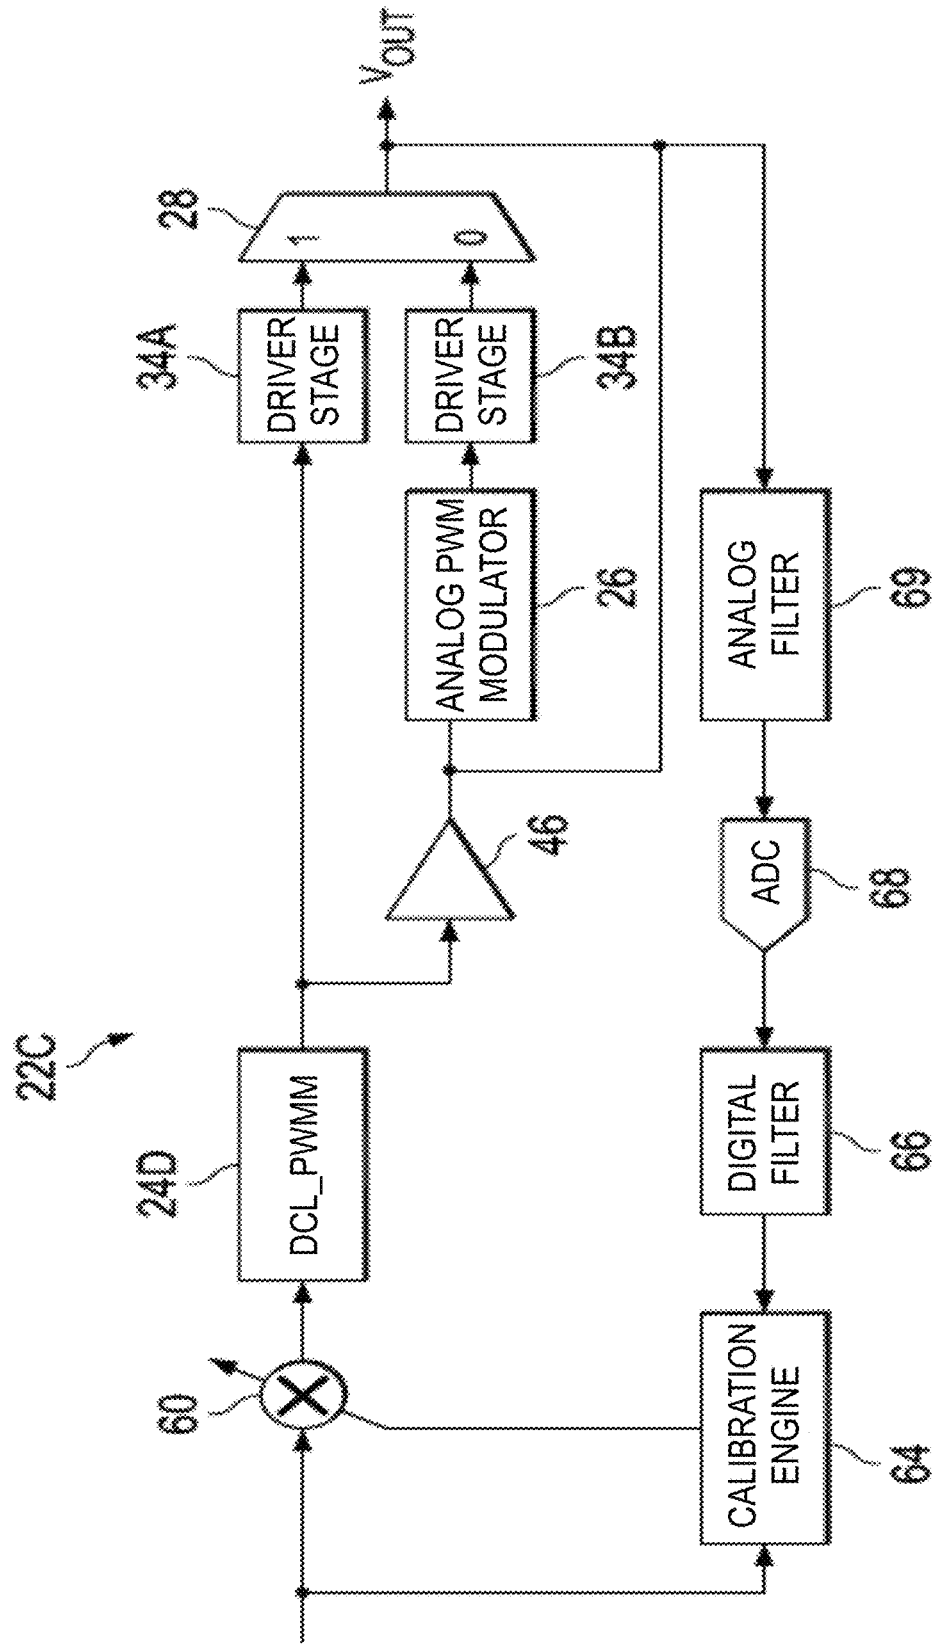 22C
60
24D
DCL_PWMM
46
34A
DRIVER
STAGE
28
1
0
V_OUT
ANALOG PWM
MODULATOR
26
DRIVER
STAGE
34B
CALIBRATION
ENGINE
64
DIGITAL
FILTER
66
ADC
68
ANALOG
FILTER
69